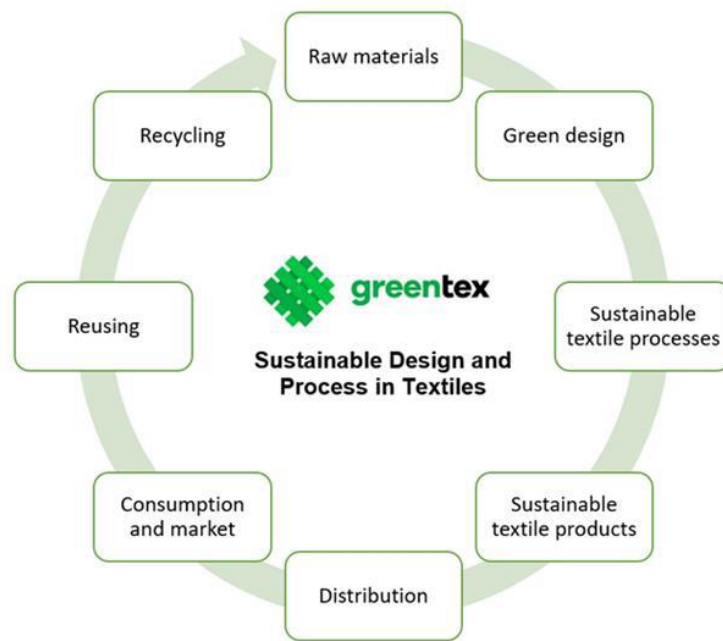 Raw materials
Green design
Sustainable
textile processes
Sustainable
textile products
Distribution
Consumption
and market
Reusing
Recycling
greentex
Sustainable Design and
Process in Textiles